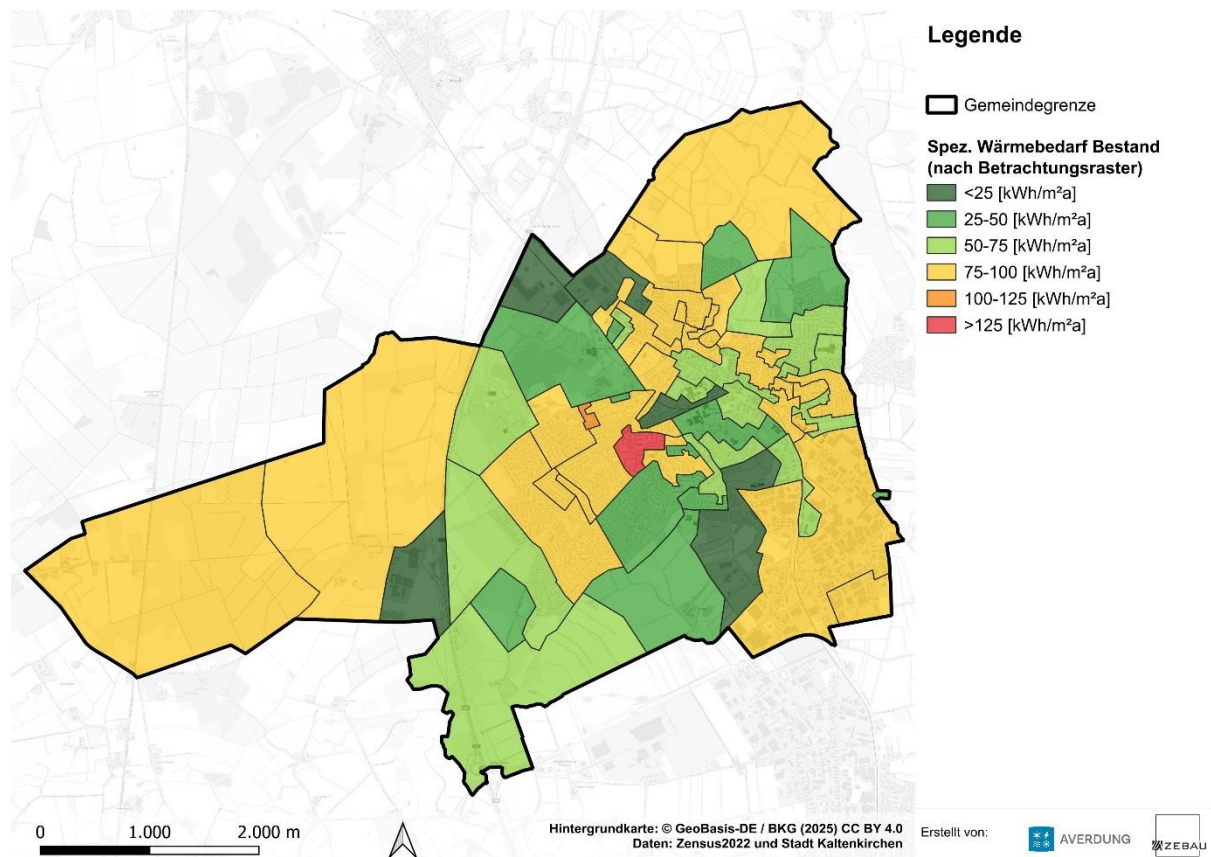 Legende
Gemeindegrenze
Spez. Wärmebedarf Bestand
(nach Betrachtungsraster)
<25 [kWh/m²a]
25-50 [kWh/m²a]
50-75 [kWh/m²a]
75-100 [kWh/m²a]
100-125 [kWh/m²a]
>125 [kWh/m²a]
0 1.000 2.000 m
Hintergrundkarte: © GeoBasis-DE / BKG (2025) CC BY 4.0
Daten: Zensus2022 und Stadt Kaltenkirchen
Erstellt von:
AVERDUNG
ZEBAU